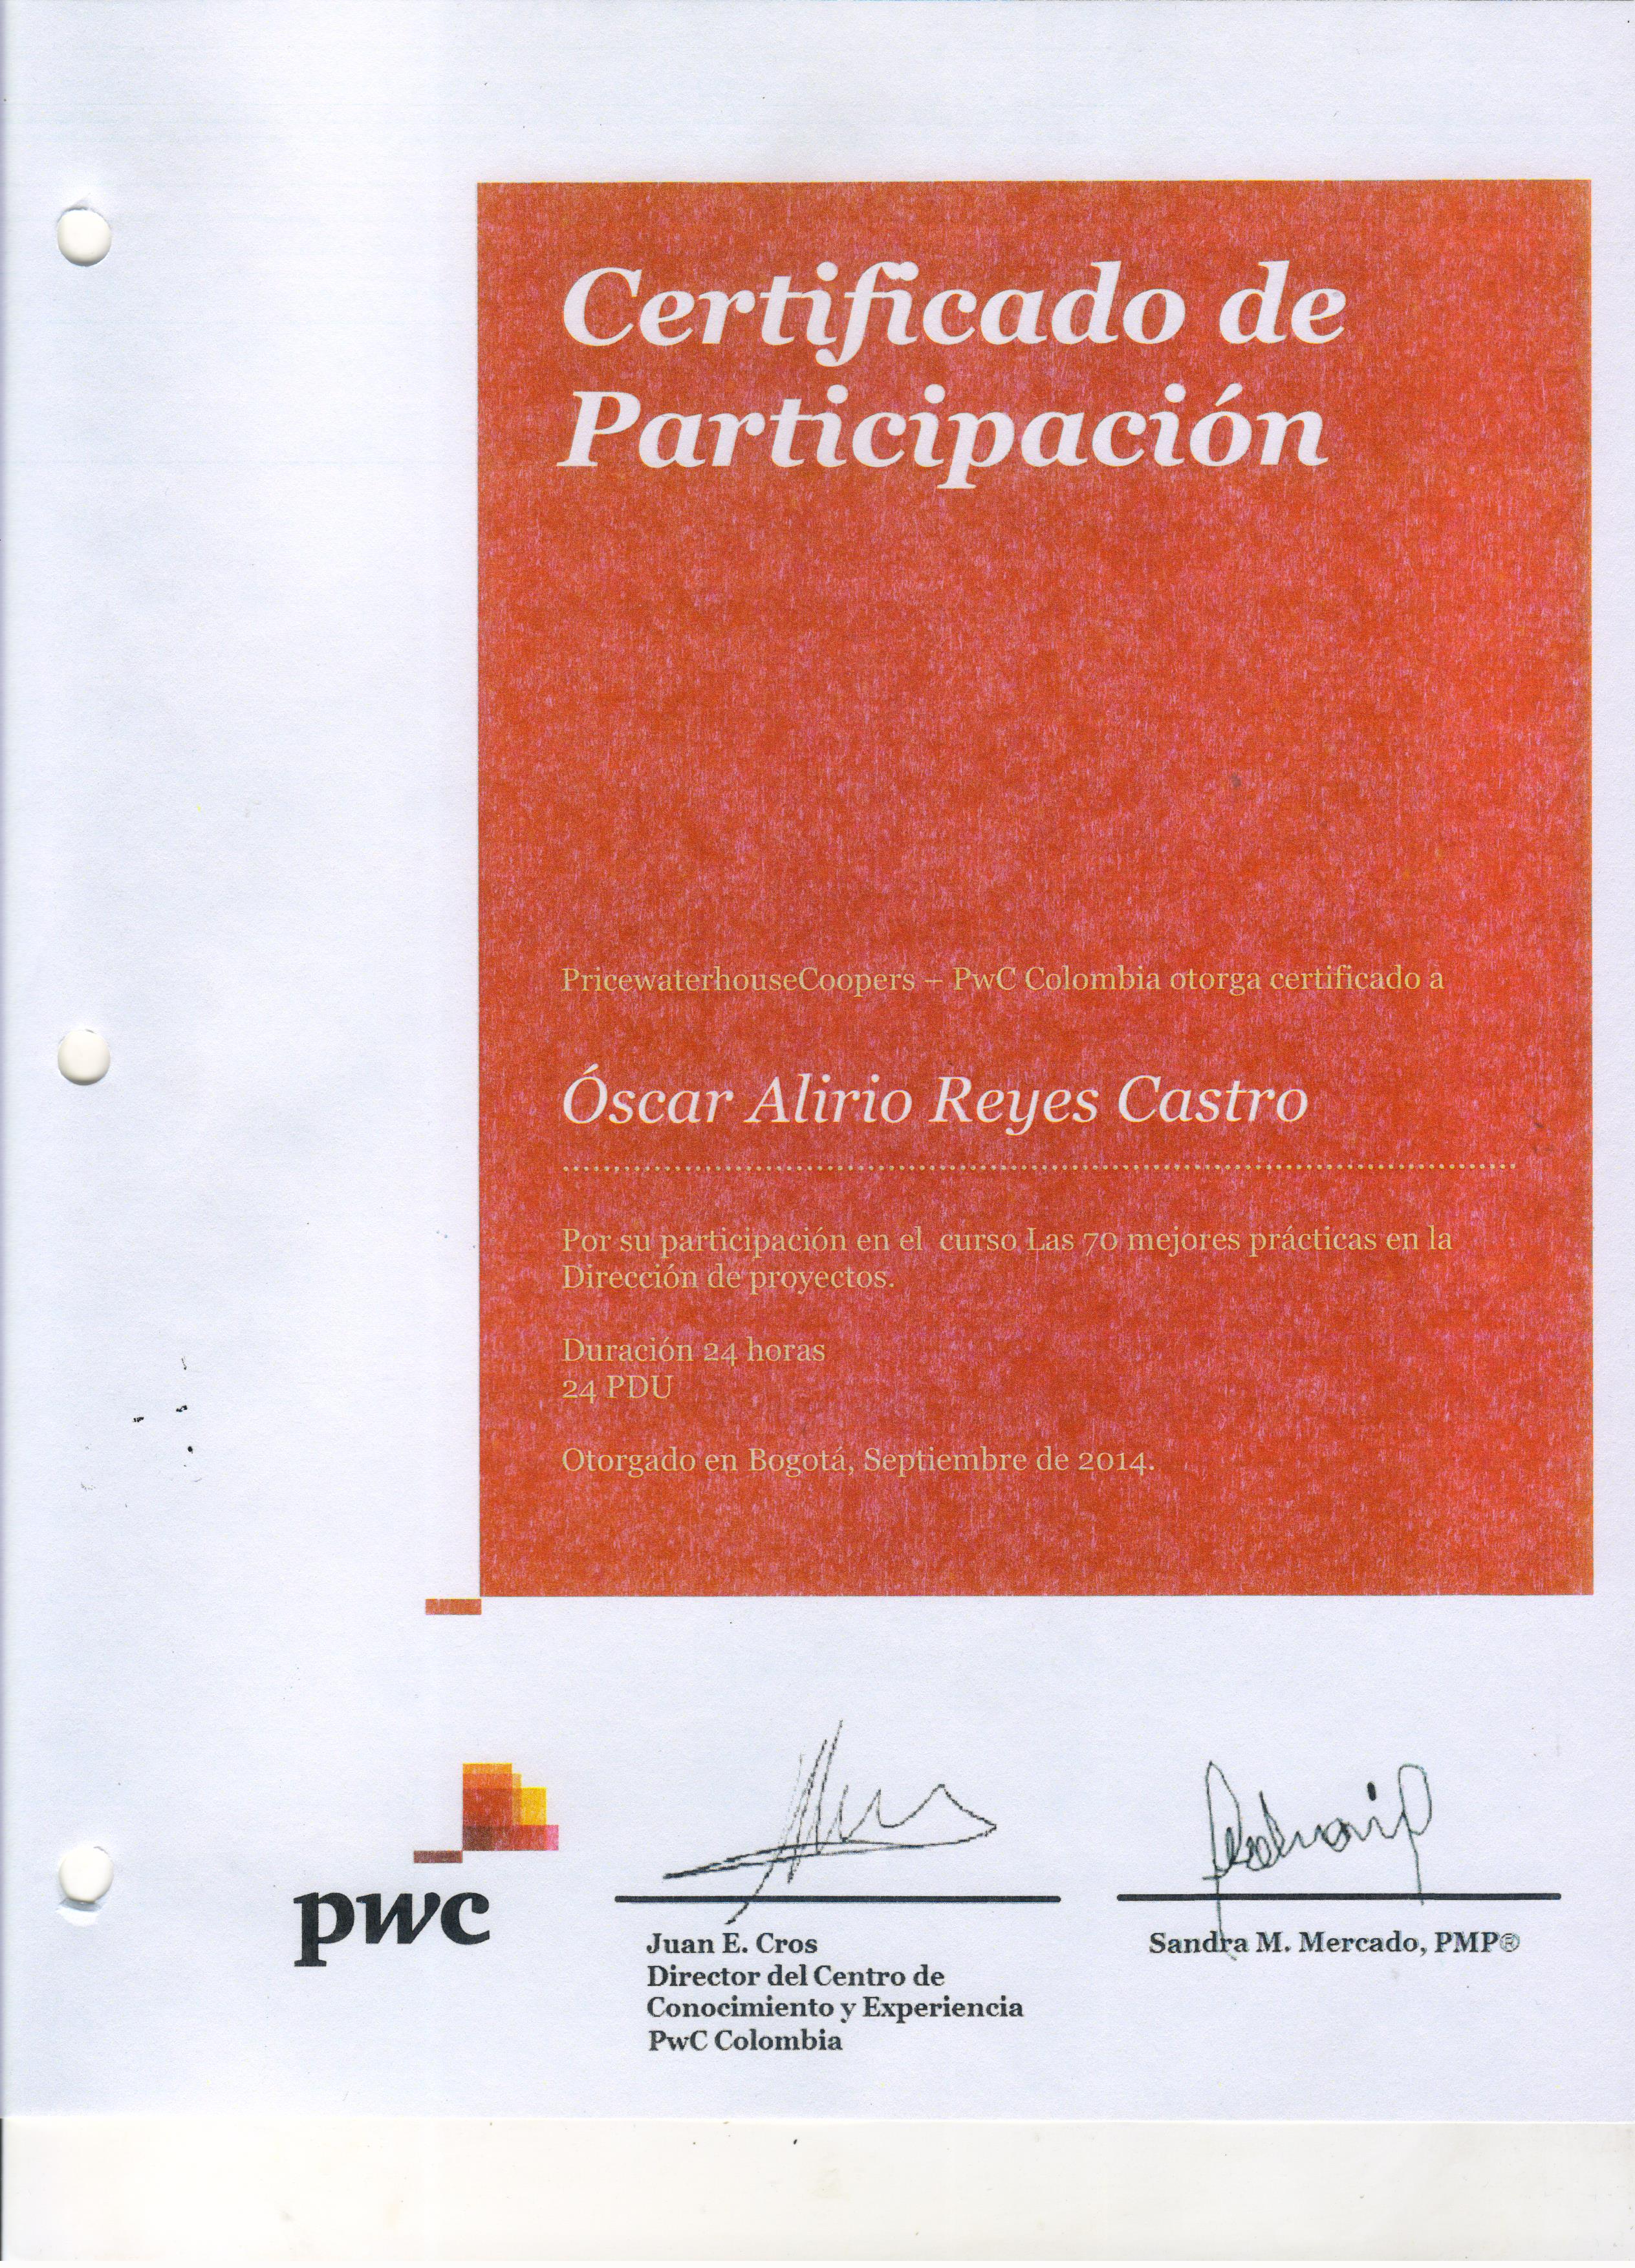 Certificado de
Participación
PricewaterhouseCoopers – PwC Colombia otorga certificado a
Óscar Alirio Reyes Castro
Por su participación en el curso Las 70 mejores prácticas en la
Dirección de proyectos.
Duración 24 horas
24 PDU
Otorgado en Bogotá, Septiembre de 2014.
pwc
Juan E. Cros
Director del Centro de
Conocimiento y Experiencia
PwC Colombia
Sandra M. Mercado, PMP®